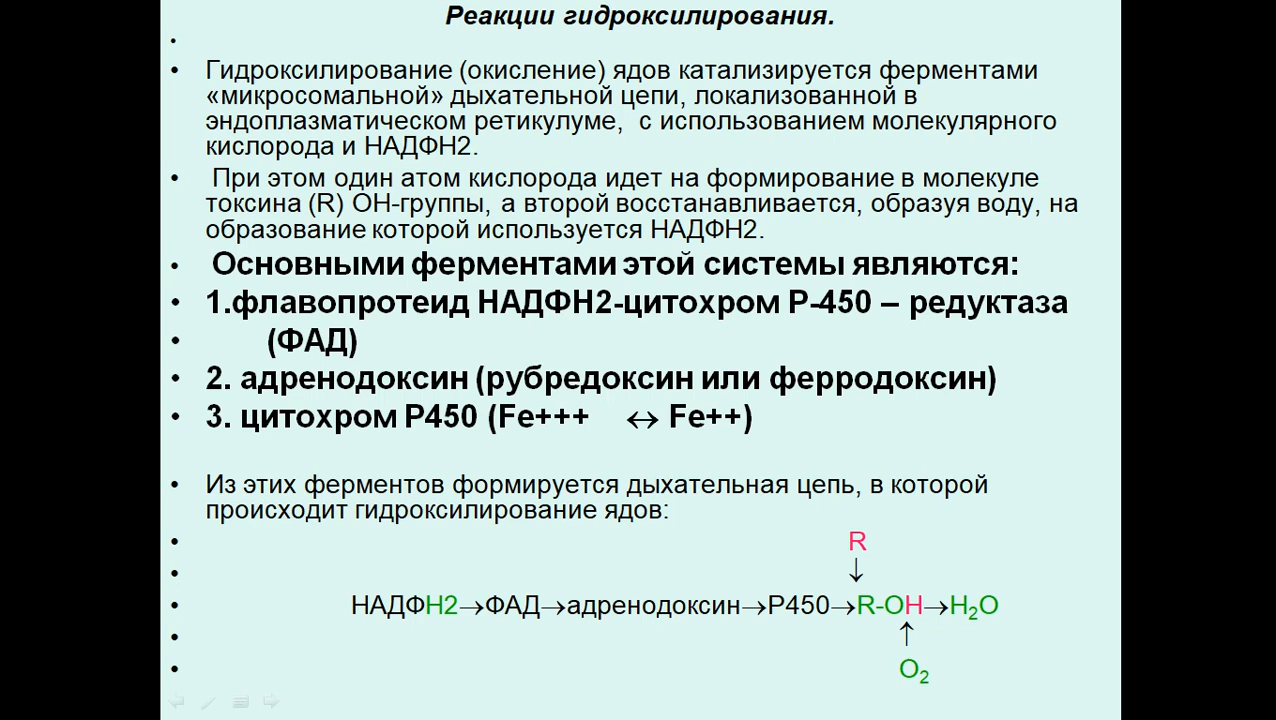 Реакции гидроксилирования.
•
• Гидроксилирование (окисление) ядов катализируется ферментами
«микросомальной» дыхательной цепи, локализованной в
эндоплазматическом ретикулуме, с использованием молекулярного
кислорода и НАДФН2.
• При этом один атом кислорода идет на формирование в молекуле
токсина (R) ОН-группы, а второй восстанавливается, образуя воду, на
образование которой используется НАДФН2.
• Основными ферментами этой системы являются:
• 1.флавопротеид НАДФН2-цитохром Р-450 – редуктаза
• (ФАД)
• 2. адренодоксин (рубредоксин или ферродоксин)
• 3. цитохром Р450 (Fe+++ ↔ Fe++)
• Из этих ферментов формируется дыхательная цепь, в которой
происходит гидроксилирование ядов:
• R
• ↓
• НАДФН2→ФАД→адренодоксин→Р450→R-OH→H₂O
• ↑
• O₂